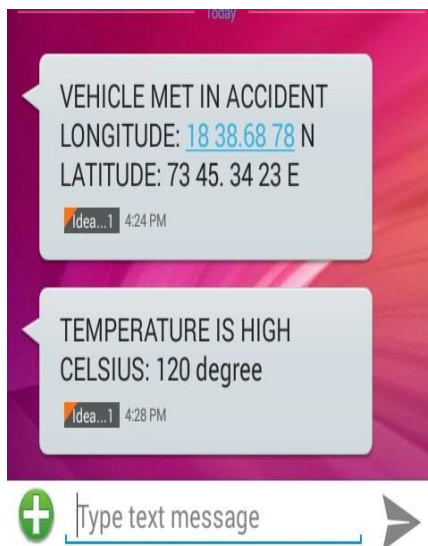 Today
VEHICLE MET IN ACCIDENT
LONGITUDE: 18 38.68 78 N
LATITUDE: 73 45. 34 23 E
Idea...1 4:24 PM
TEMPERATURE IS HIGH
CELSIUS: 120 degree
Idea...1 4:28 PM
Type text message